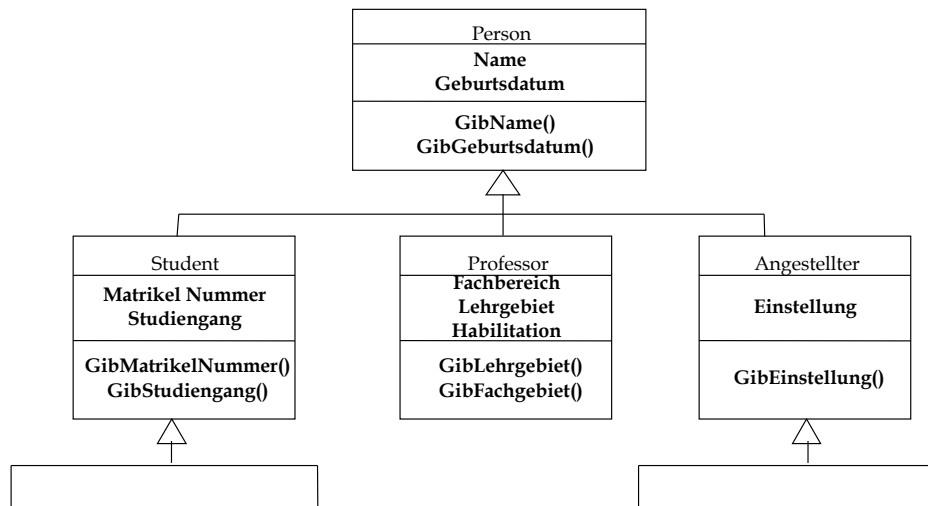 Person
Name
Geburtsdatum
GibName()
GibGeburtsdatum()
Student
Matrikel Nummer
Studiengang
GibMatrikelNummer()
GibStudiengang()
Professor
Fachbereich
Lehrgebiet
Habilitation
GibLehrgebiet()
GibFachgebiet()
Angestellter
Einstellung
GibEinstellung()